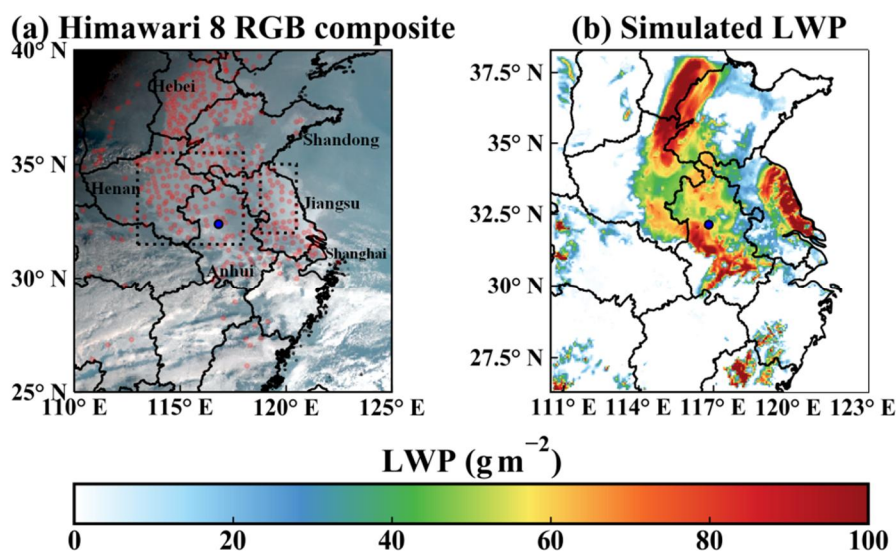 (a) Himawari 8 RGB composite
(b) Simulated LWP
40° N
35° N
30° N
25° N
110° E
115° E
120° E
125° E
Hebei
Shandong
Henan
Jiangsu
Shanghai
Anhui
37.5° N
35° N
32.5° N
30° N
27.5° N
111° E
114° E
117° E
120° E
123° E
LWP (g m⁻²)
0
20
40
60
80
100